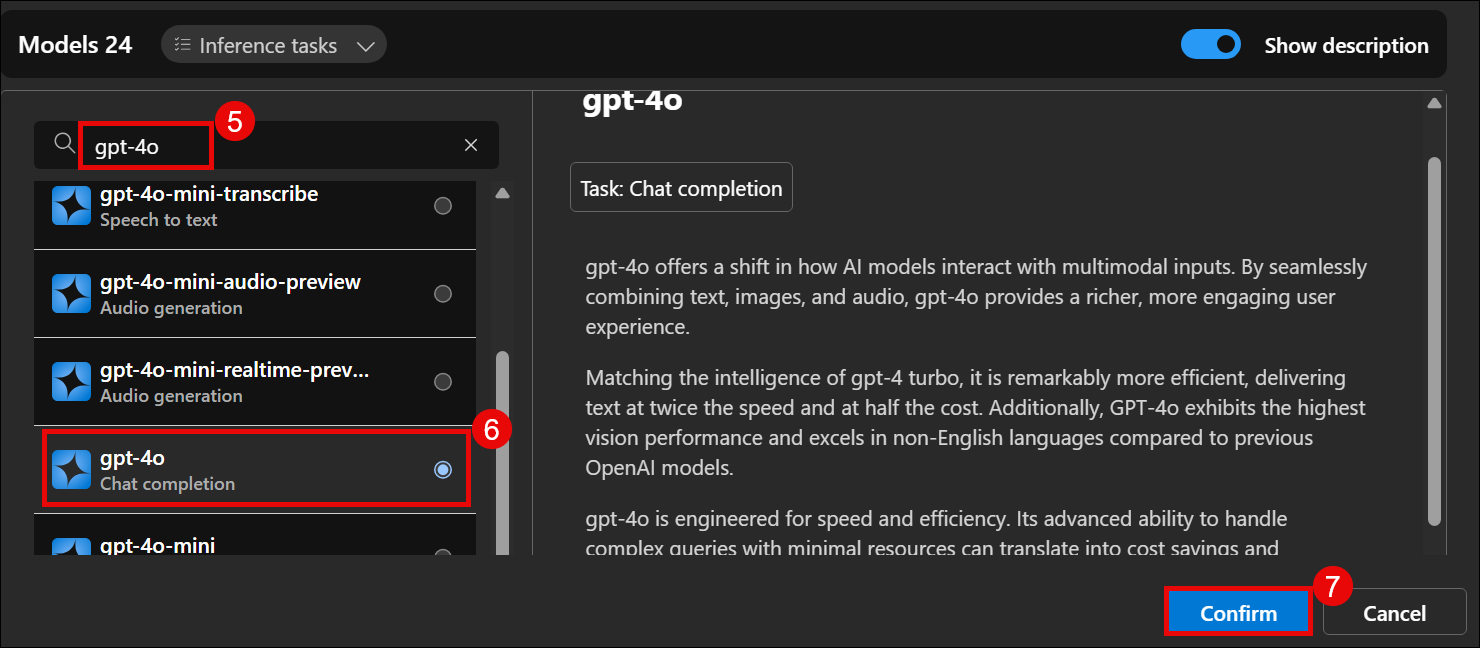 Models 24
Inference tasks
Show description
gpt-4o
5
gpt-4o-mini-transcribe
Speech to text
gpt-4o-mini-audio-preview
Audio generation
gpt-4o-mini-realtime-prev...
Audio generation
6
gpt-4o
Chat completion
gpt-4o-mini
gpt-4o
Task: Chat completion
gpt-4o offers a shift in how AI models interact with multimodal inputs. By seamlessly
combining text, images, and audio, gpt-4o provides a richer, more engaging user
experience.
Matching the intelligence of gpt-4 turbo, it is remarkably more efficient, delivering
text at twice the speed and at half the cost. Additionally, GPT-4o exhibits the highest
vision performance and excels in non-English languages compared to previous
OpenAI models.
gpt-4o is engineered for speed and efficiency. Its advanced ability to handle
complex queries with minimal resources can translate into cost savings and
7
Confirm
Cancel